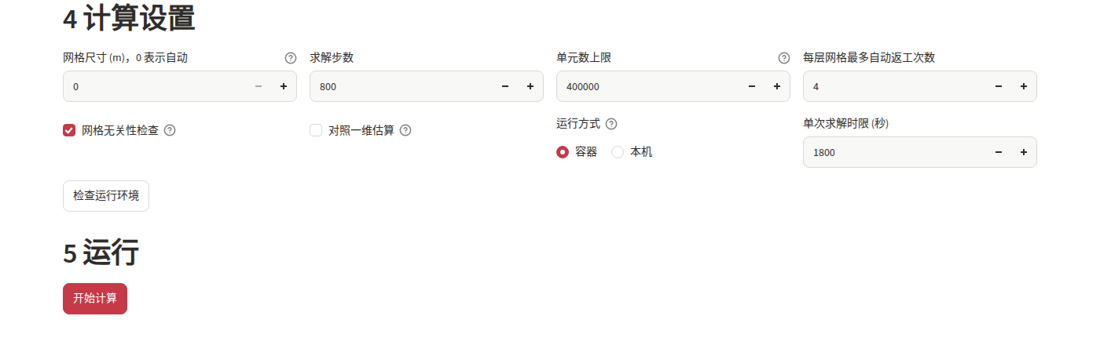 4 计算设置
网格尺寸 (m)，0 表示自动
求解步数
单元数上限
每层网格最多自动返工次数
0
800
400000
4
网格无关性检查
对照一维估算
运行方式
容器
本机
单次求解时限 (秒)
1800
检查运行环境
5 运行
开始计算